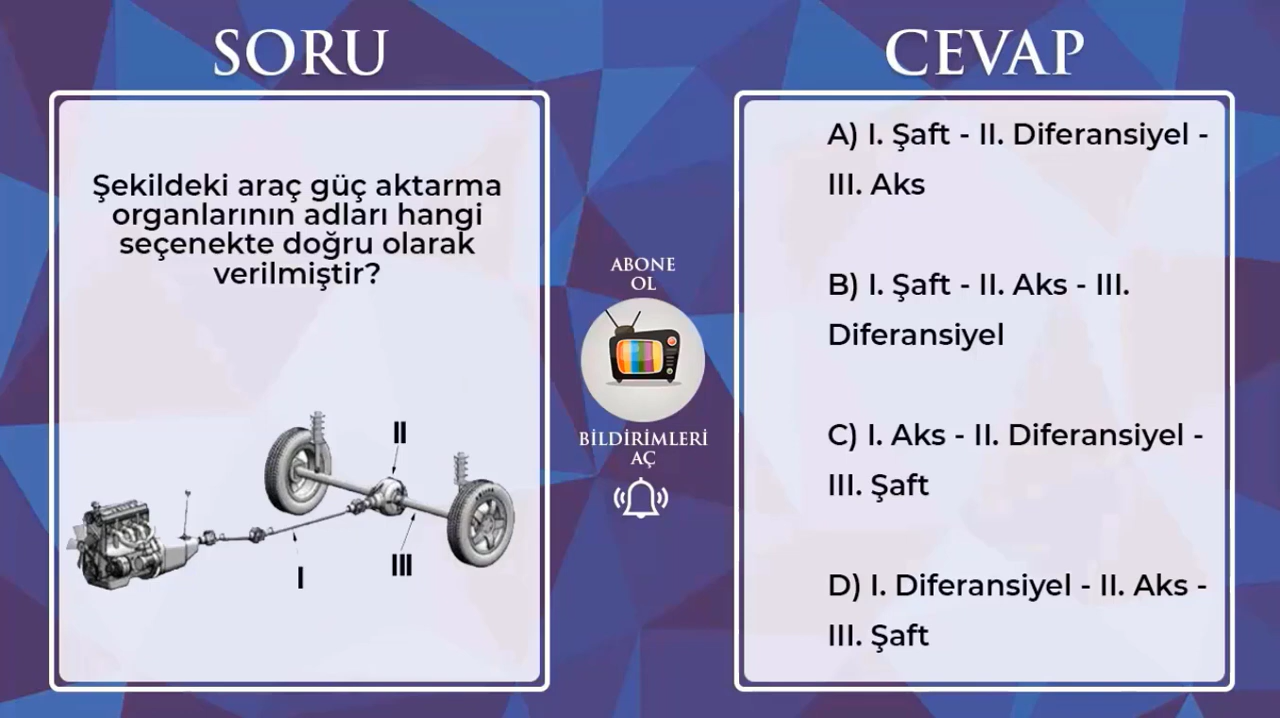 SORU
Şekildeki araç güç aktarma
organlarının adları hangi
seçenekte doğru olarak
verilmiştir?
II
III
I
ABONE
OL
BİLDİRİMLERİ
AÇ
CEVAP
A) I. Şaft - II. Diferansiyel -
III. Aks
B) I. Şaft - II. Aks - III.
Diferansiyel
C) I. Aks - II. Diferansiyel -
III. Şaft
D) I. Diferansiyel - II. Aks -
III. Şaft